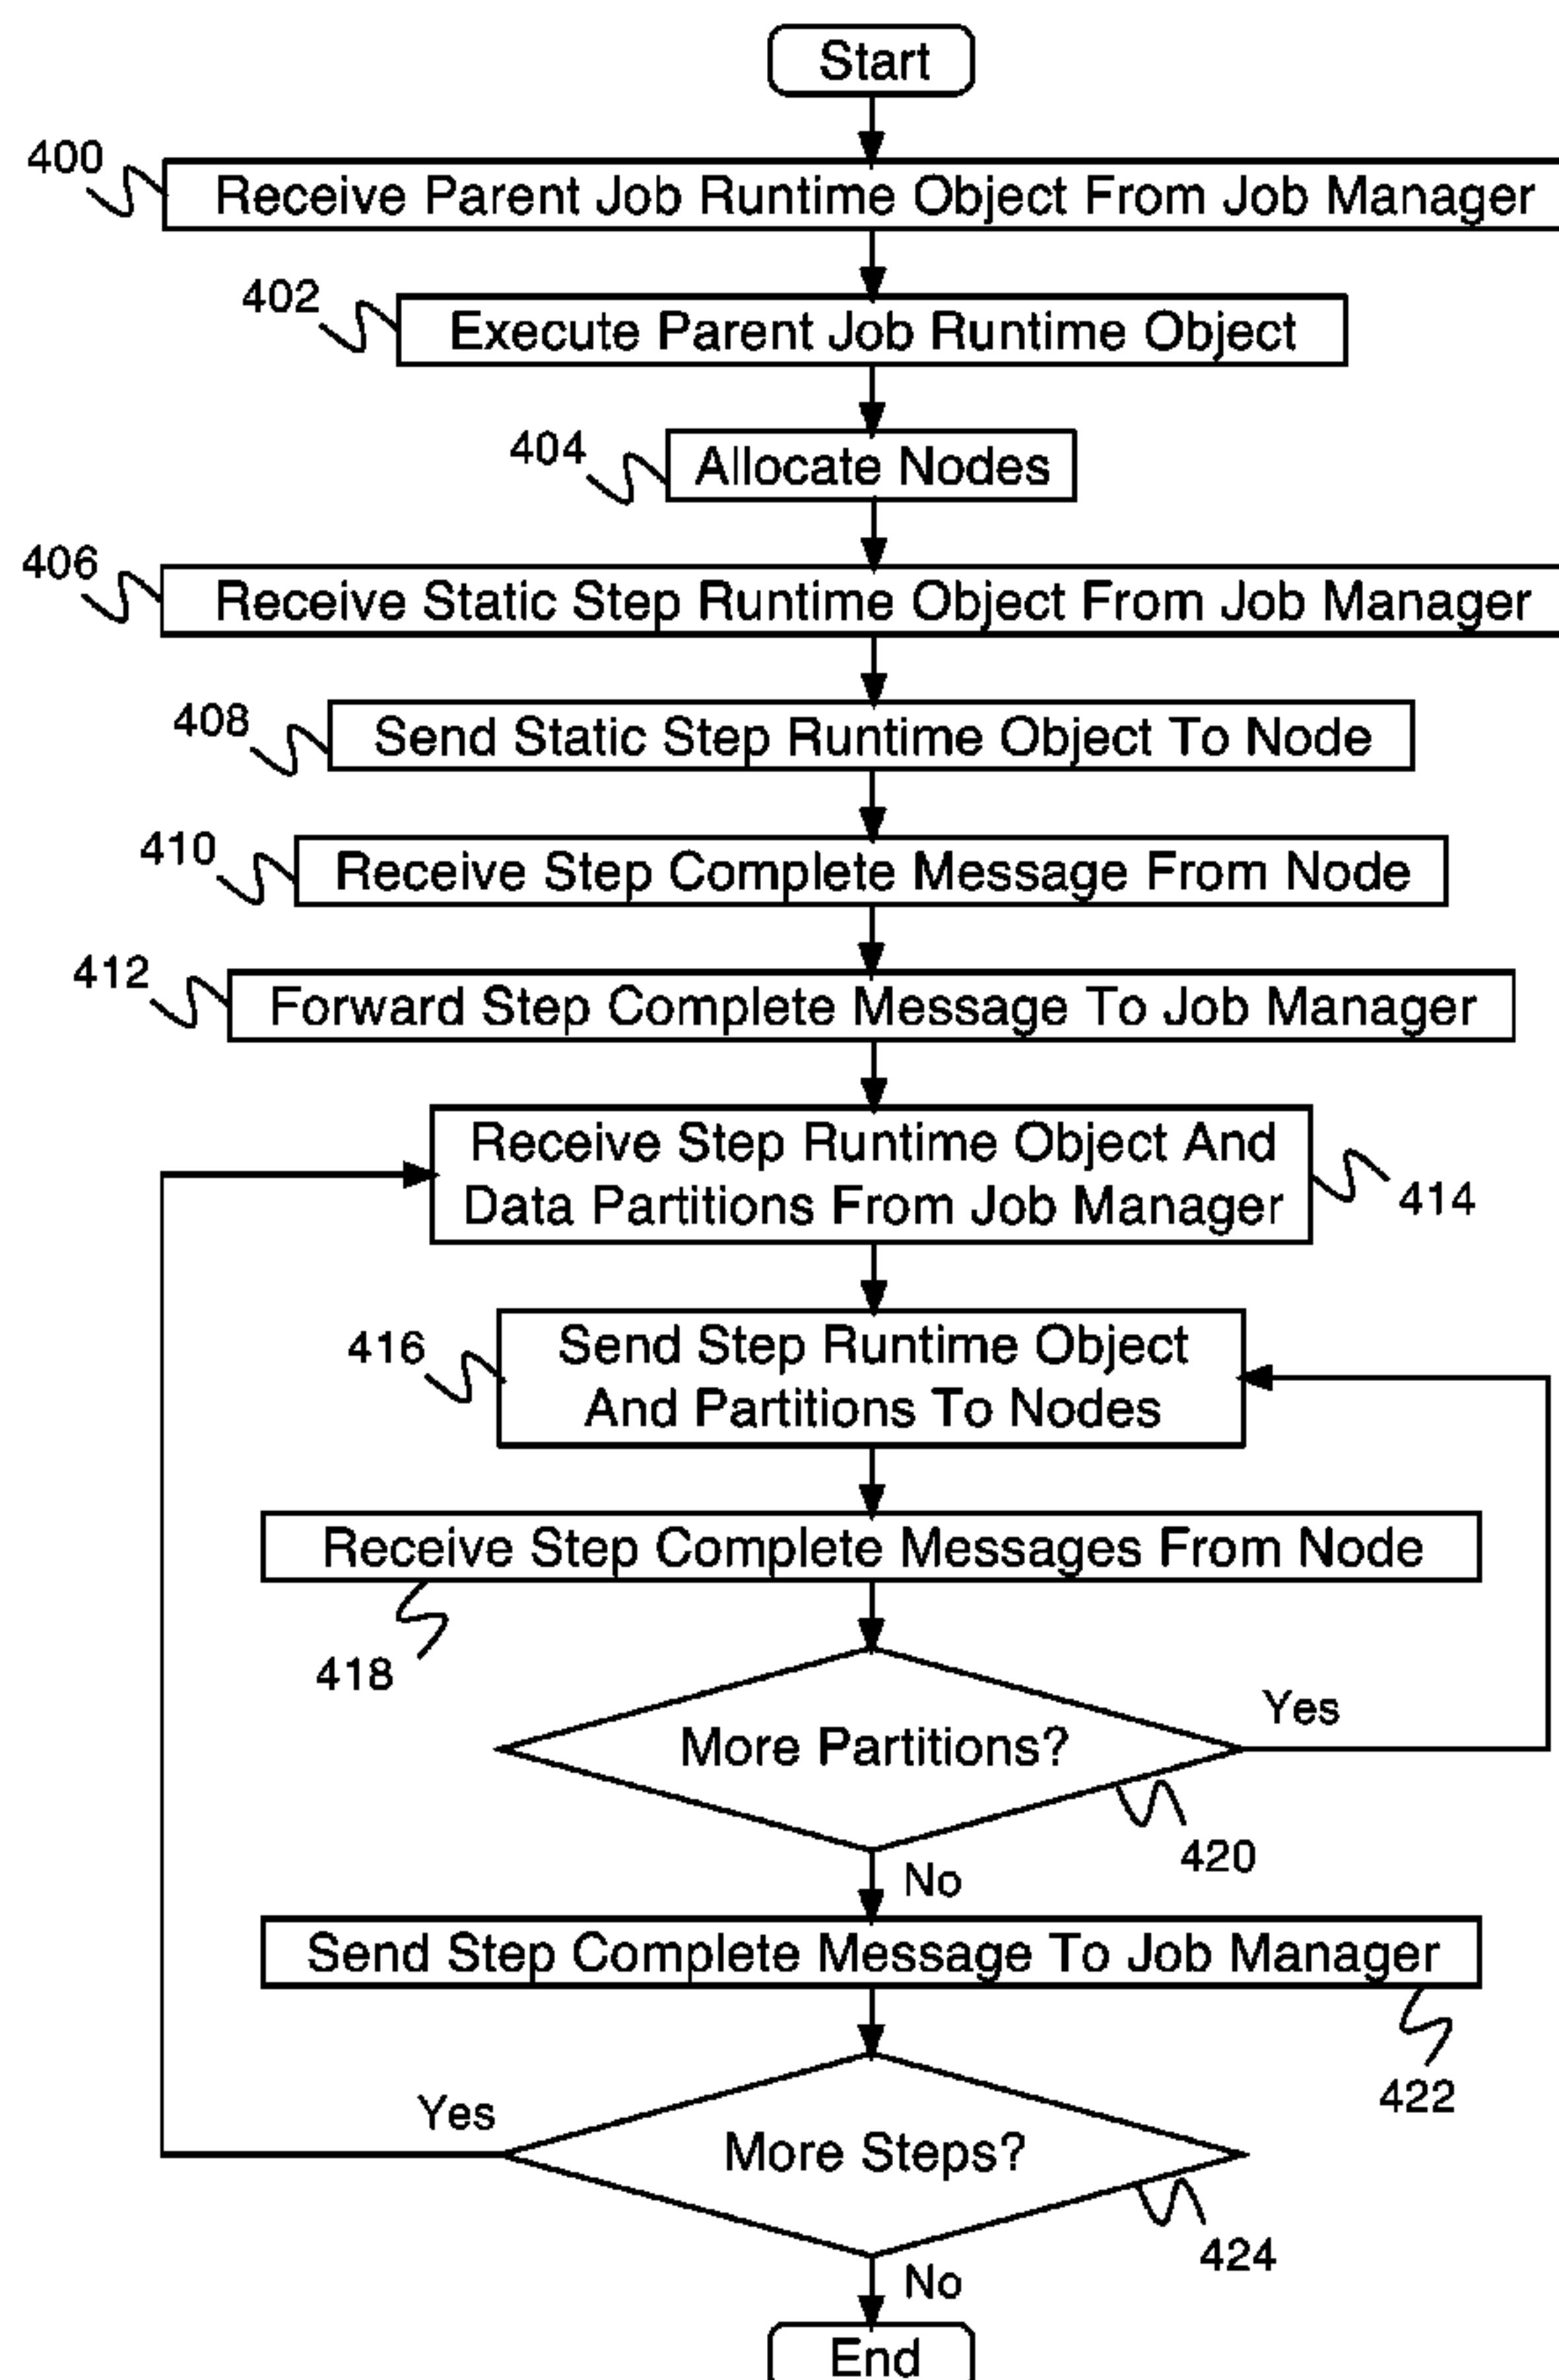 Start
400
Receive Parent Job Runtime Object From Job Manager
402
Execute Parent Job Runtime Object
404
Allocate Nodes
406
Receive Static Step Runtime Object From Job Manager
408
Send Static Step Runtime Object To Node
410
Receive Step Complete Message From Node
412
Forward Step Complete Message To Job Manager
Receive Step Runtime Object And
Data Partitions From Job Manager
414
416
Send Step Runtime Object
And Partitions To Nodes
Receive Step Complete Messages From Node
418
Yes
More Partitions?
420
No
Send Step Complete Message To Job Manager
422
Yes
More Steps?
424
No
End